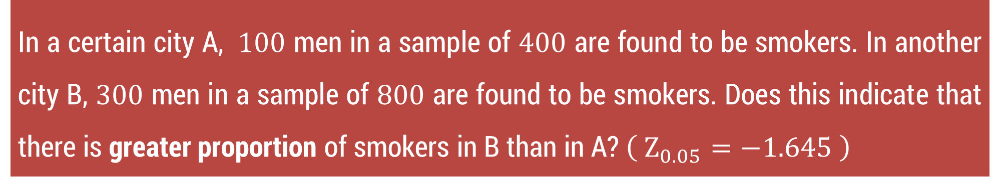 In a certain city A, 100 men in a sample of 400 are found to be smokers. In another
city B, 300 men in a sample of 800 are found to be smokers. Does this indicate that
there is greater proportion of smokers in B than in A? ( Z₀.₀₅ = −1.645 )